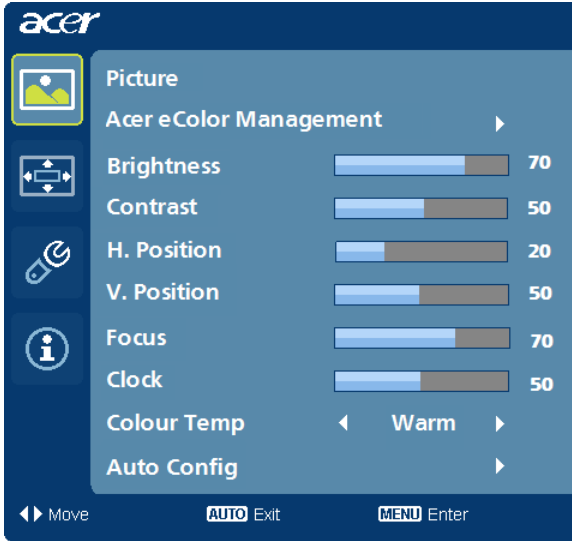 acer
Picture
Acer eColor Management
Brightness 70
Contrast 50
H. Position 20
V. Position 50
Focus 70
Clock 50
Colour Temp Warm
Auto Config
Move AUTO Exit MENU Enter